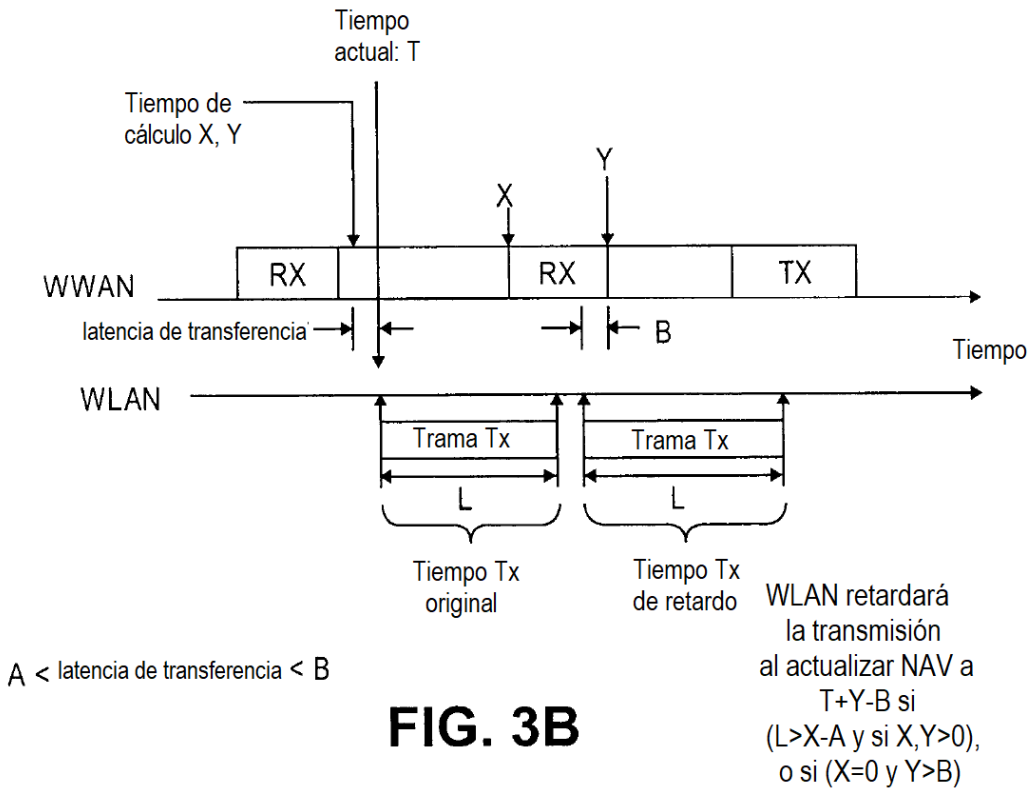 Tiempo
actual: T
Tiempo de
cálculo X, Y
X
Y
RX
RX
TX
WWAN
latencia de transferencia
B
Tiempo
WLAN
Trama Tx
Trama Tx
L
L
Tiempo Tx
original
Tiempo Tx
de retardo
WLAN retardará
la transmisión
al actualizar NAV a
T+Y-B si
(L>X-A y si X,Y>0),
o si (X=0 y Y>B)
A < latencia de transferencia < B
FIG. 3B